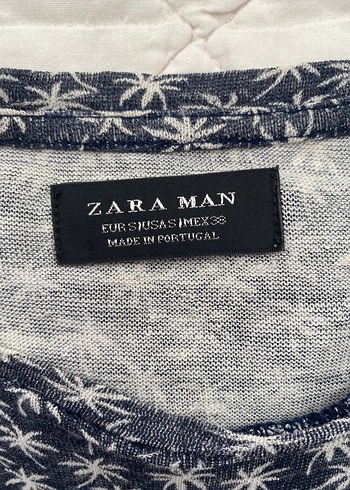 ZARA MAN
EUR S|USA S|MEX 38
MADE IN PORTUGAL